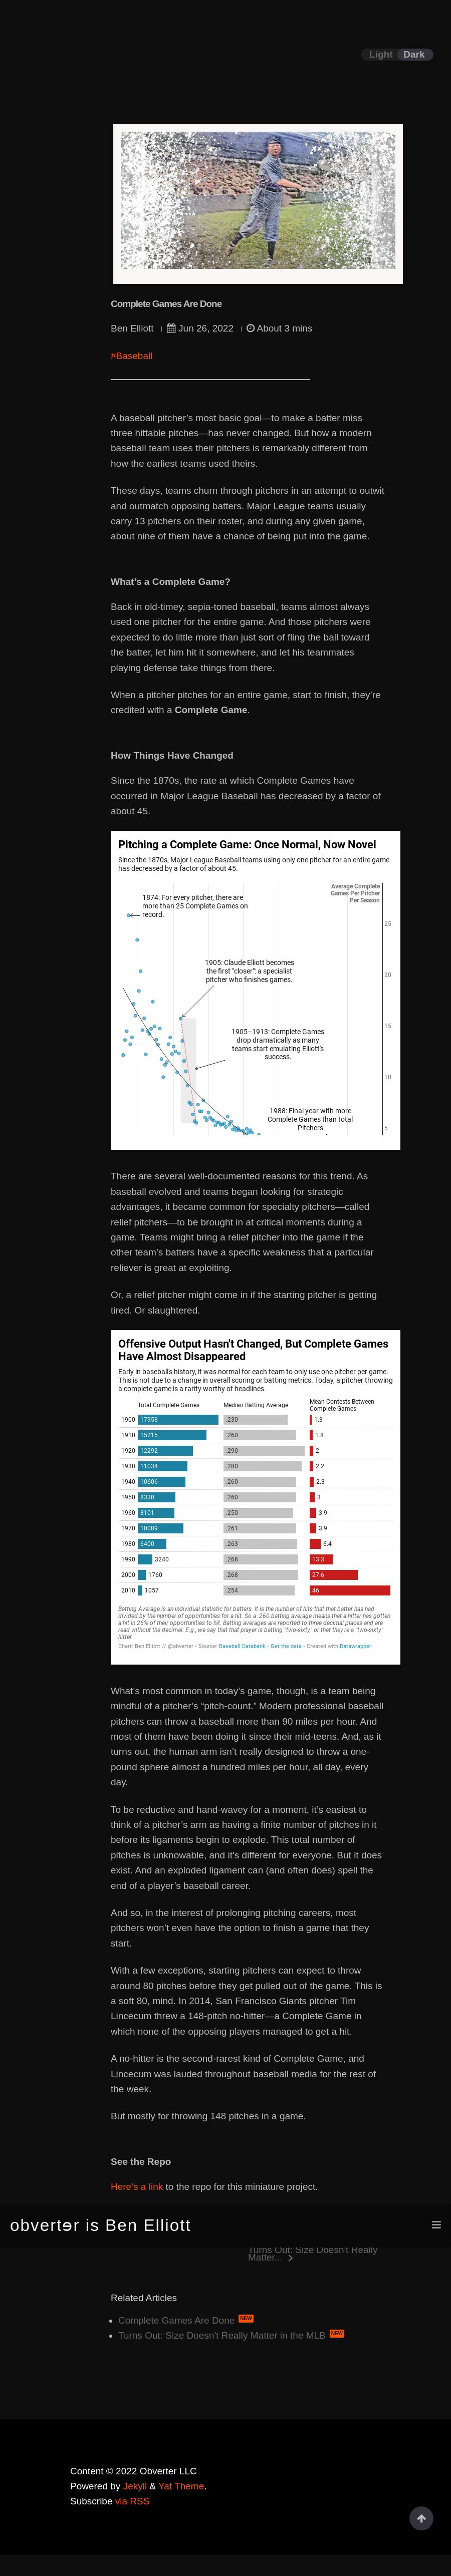 Light Dark
Complete Games Are Done
Ben Elliott Jun 26, 2022 About 3 mins
#Baseball
A baseball pitcher’s most basic goal—to make a batter miss
three hittable pitches—has never changed. But how a modern
baseball team uses their pitchers is remarkably different from
how the earliest teams used theirs.
These days, teams churn through pitchers in an attempt to outwit
and outmatch opposing batters. Major League teams usually
carry 13 pitchers on their roster, and during any given game,
about nine of them have a chance of being put into the game.
What’s a Complete Game?
Back in old-timey, sepia-toned baseball, teams almost always
used one pitcher for the entire game. And those pitchers were
expected to do little more than just sort of fling the ball toward
the batter, let him hit it somewhere, and let his teammates
playing defense take things from there.
When a pitcher pitches for an entire game, start to finish, they’re
credited with a Complete Game.
How Things Have Changed
Since the 1870s, the rate at which Complete Games have
occurred in Major League Baseball has decreased by a factor of
about 45.
Pitching a Complete Game: Once Normal, Now Novel
Since the 1870s, Major League Baseball teams using only one pitcher for an entire game
has decreased by a factor of about 45.
Average Complete
Games Per Pitcher
Per Season
1874: For every pitcher, there are
more than 25 Complete Games on
record.
25
1905: Claude Elliott becomes
the first "closer": a specialist
pitcher who finishes games.
20
15
1905–1913: Complete Games
drop dramatically as many
teams start emulating Elliott's
success.
10
1988: Final year with more
Complete Games than total
Pitchers
5
There are several well-documented reasons for this trend. As
baseball evolved and teams began looking for strategic
advantages, it became common for specialty pitchers—called
relief pitchers—to be brought in at critical moments during a
game. Teams might bring a relief pitcher into the game if the
other team’s batters have a specific weakness that a particular
reliever is great at exploiting.
Or, a relief pitcher might come in if the starting pitcher is getting
tired. Or slaughtered.
Offensive Output Hasn't Changed, But Complete Games
Have Almost Disappeared
Early in baseball's history, it was normal for each team to only use one pitcher per game.
This is not due to a change in overall scoring or batting metrics. Today, a pitcher throwing
a complete game is a rarity worthy of headlines.
Total Complete Games Median Batting Average Mean Contests Between
Complete Games
1900 17958 .230 1.3
1910 15215 .260 1.8
1920 12292 .290 2
1930 11034 .280 2.2
1940 10606 .260 2.3
1950 8330 .260 3
1960 8101 .250 3.9
1970 10089 .261 3.9
1980 6400 .263 6.4
1990 3240 .268 13.3
2000 1760 .268 27.6
2010 1057 .254 46
Batting Average is an individual statistic for batters. It is the number of hits that that batter has had
divided by the number of opportunities for a hit. So a .260 batting average means that a hitter has gotten
a hit in 26% of their opportunities to hit. Batting averages are reported to three decimal places and are
read without the decimal. E.g., we say that that player is batting "two-sixty," or that they're a "two-sixty"
hitter.
Chart: Ben Elliott // @obverter • Source: Baseball Databank • Get the data • Created with Datawrapper
What’s most common in today’s game, though, is a team being
mindful of a pitcher’s “pitch-count.” Modern professional baseball
pitchers can throw a baseball more than 90 miles per hour. And
most of them have been doing it since their mid-teens. And, as it
turns out, the human arm isn’t really designed to throw a one-
pound sphere almost a hundred miles per hour, all day, every
day.
To be reductive and hand-wavey for a moment, it’s easiest to
think of a pitcher’s arm as having a finite number of pitches in it
before its ligaments begin to explode. This total number of
pitches is unknowable, and it’s different for everyone. But it does
exist. And an exploded ligament can (and often does) spell the
end of a player’s baseball career.
And so, in the interest of prolonging pitching careers, most
pitchers won’t even have the option to finish a game that they
start.
With a few exceptions, starting pitchers can expect to throw
around 80 pitches before they get pulled out of the game. This is
a soft 80, mind. In 2014, San Francisco Giants pitcher Tim
Lincecum threw a 148-pitch no-hitter—a Complete Game in
which none of the opposing players managed to get a hit.
A no-hitter is the second-rarest kind of Complete Game, and
Lincecum was lauded throughout baseball media for the rest of
the week.
But mostly for throwing 148 pitches in a game.
See the Repo
Here’s a link to the repo for this miniature project.
obvertɘr is Ben Elliott
Turns Out: Size Doesn't Really
Matter...
Related Articles
Complete Games Are Done NEW
Turns Out: Size Doesn't Really Matter in the MLB NEW
Content © 2022 Obverter LLC
Powered by Jekyll & Yat Theme.
Subscribe via RSS